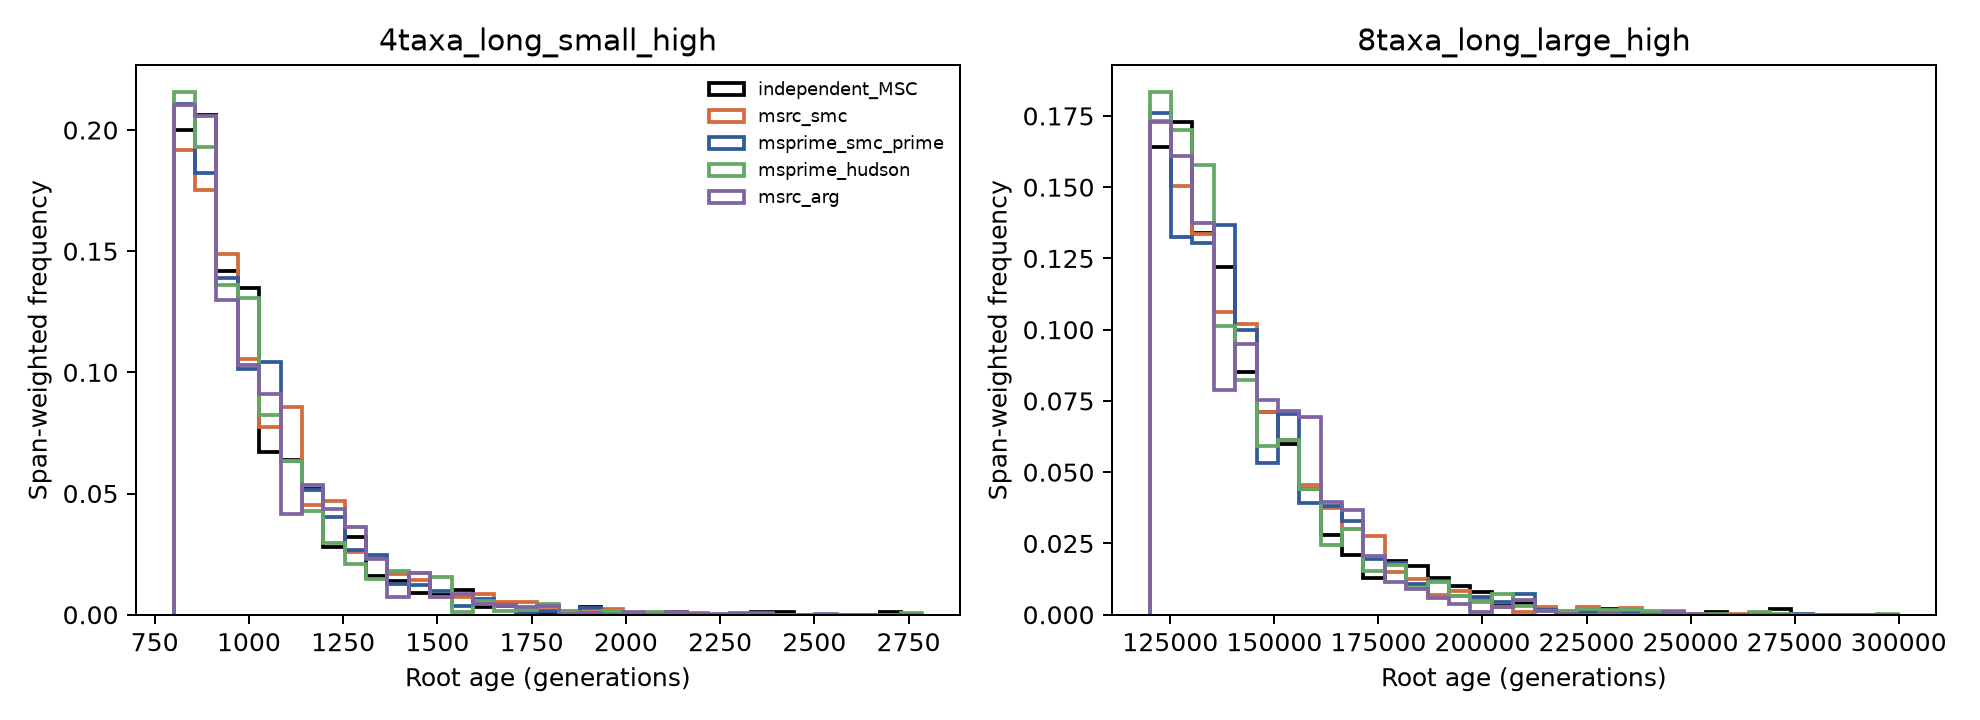 4taxa_long_small_high
Span-weighted frequency
0.20
0.15
0.10
0.05
0.00
independent_MSC
msrc_smc
msprime_smc_prime
msprime_hudson
msrc_arg
750 1000 1250 1500 1750 2000 2250 2500 2750
Root age (generations)
8taxa_long_large_high
Span-weighted frequency
0.175
0.150
0.125
0.100
0.075
0.050
0.025
0.000
125000 150000 175000 200000 225000 250000 275000 300000
Root age (generations)